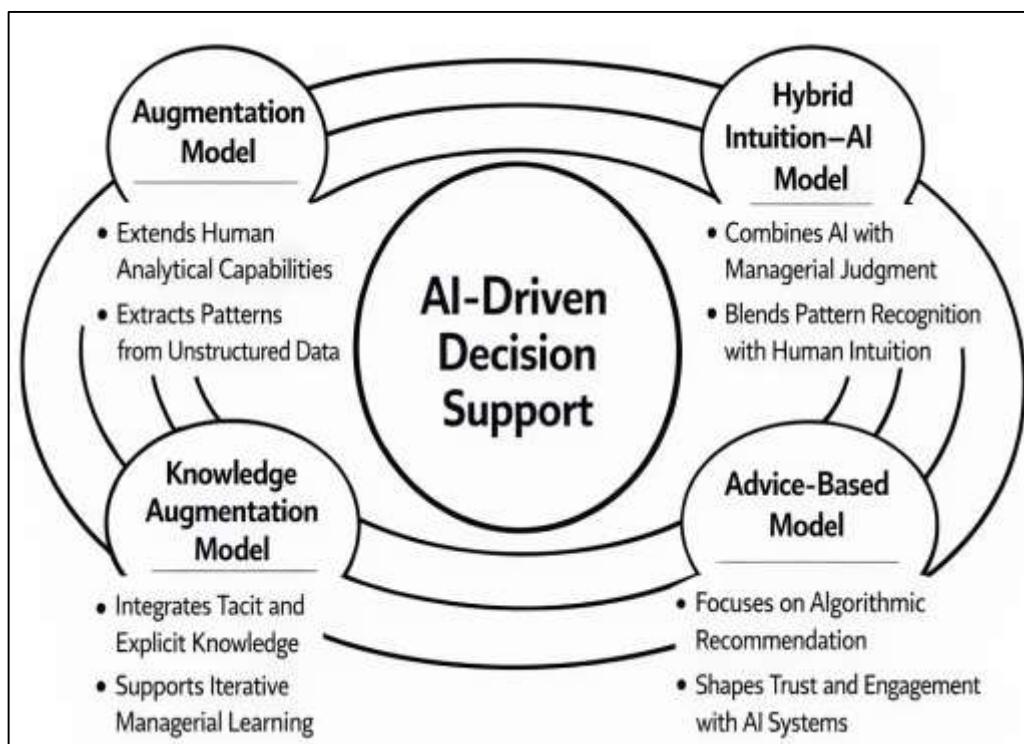 Augmentation
Model
• Extends Human
Analytical Capabilities
• Extracts Patterns
from Unstructured Data
Hybrid
Intuition–AI
Model
• Combines AI with
Managerial Judgment
• Blends Pattern Recognition
with Human Intuition
AI-Driven
Decision
Support
Knowledge
Augmentation
Model
• Integrates Tacit and
Explicit Knowledge
• Supports Iterative
Managerial Learning
Advice-Based
Model
• Focuses on Algorithmic
Recommendation
• Shapes Trust and Engagement
with AI Systems